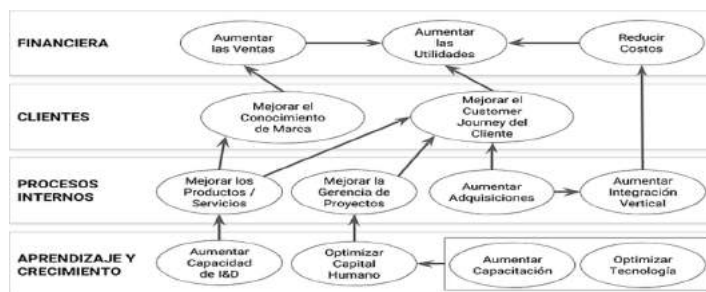 FINANCIERA
Aumentar
las Ventas
Aumentar
las
Utilidades
Reducir
Costos
CLIENTES
Mejorar el
Conocimiento
de Marca
Mejorar el
Customer
Journey del
Cliente
PROCESOS
INTERNOS
Mejorar los
Productos /
Servicios
Mejorar la
Gerencia de
Proyectos
Aumentar
Adquisiciones
Aumentar
Integración
Vertical
APRENDIZAJE Y
CRECIMIENTO
Aumentar
Capacidad
de I&D
Optimizar
Capital
Humano
Aumentar
Capacitación
Optimizar
Tecnología